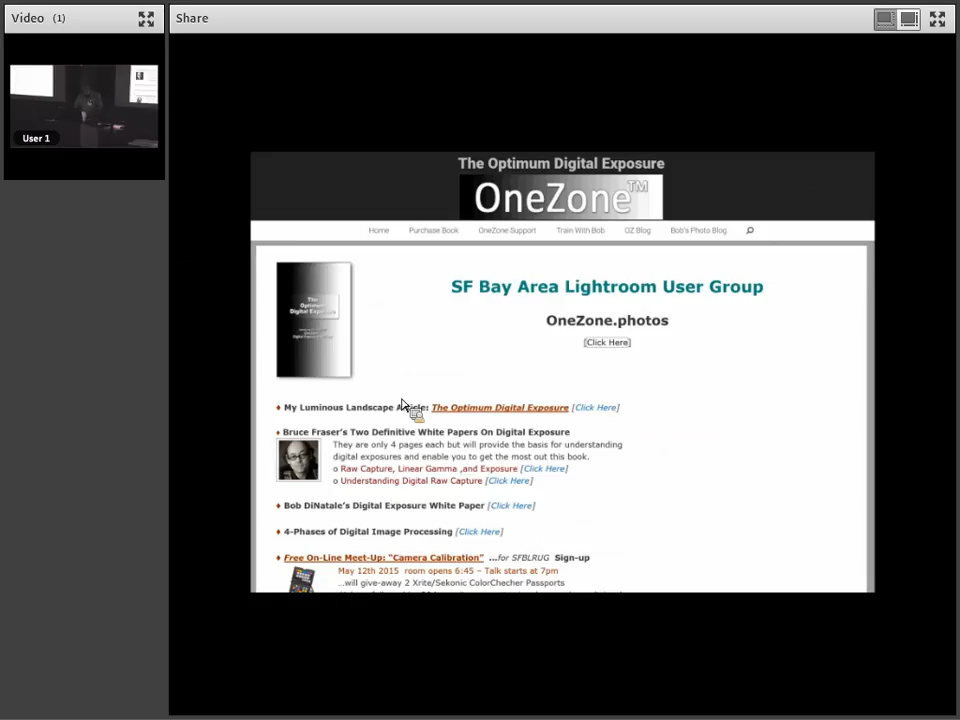 Video (1)
Share
User 1
The Optimum Digital Exposure
OneZone™
Home Purchase Book OneZone Support Train With Bob OZ Blog Bob's Photo Blog
The
Optimum
Digital Exposure
SF Bay Area Lightroom User Group
OneZone.photos
[Click Here]
♦ My Luminous Landscape Article: The Optimum Digital Exposure [Click Here]
♦ Bruce Fraser's Two Definitive White Papers On Digital Exposure
They are only 4 pages each but will provide the basis for understanding
digital exposures and enable you to get the most out this book.
o Raw Capture, Linear Gamma ,and Exposure [Click Here]
o Understanding Digital Raw Capture [Click Here]
♦ Bob DiNatale's Digital Exposure White Paper [Click Here]
♦ 4-Phases of Digital Image Processing [Click Here]
♦ Free On-Line Meet-Up: "Camera Calibration" ...for SFBLRUG Sign-up
May 12th 2015 room opens 6:45 – Talk starts at 7pm
...will give-away 2 Xrite/Sekonic ColorChecher Passports